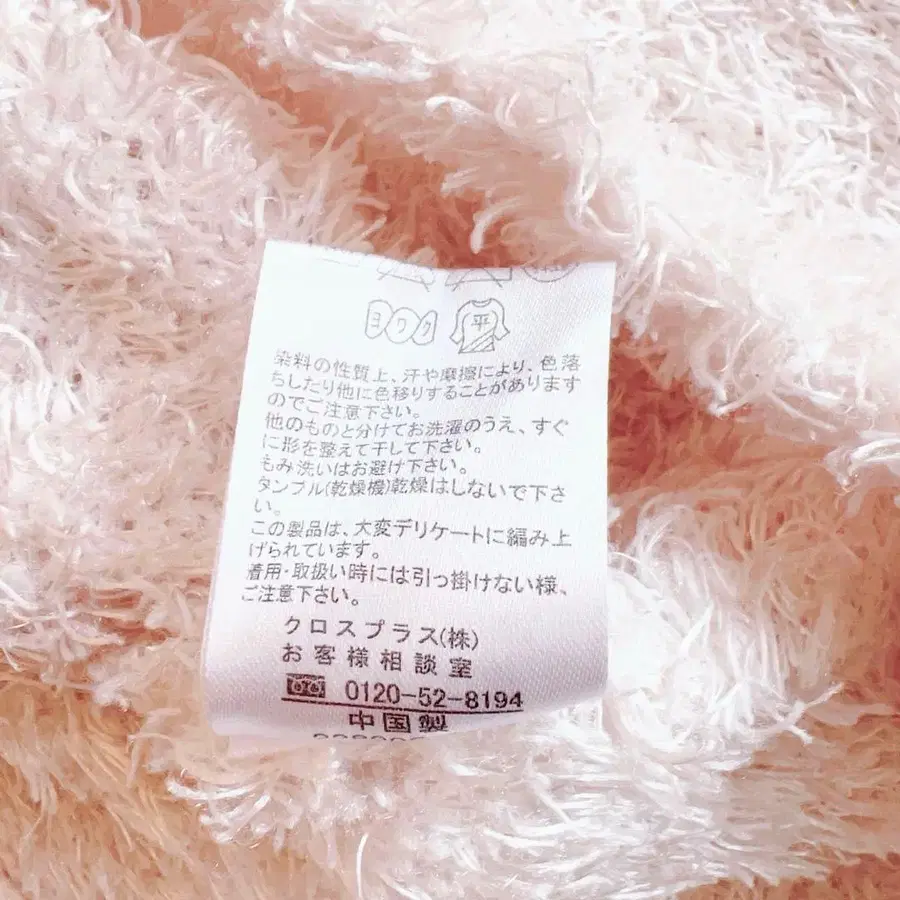 ヨワク 平
染料の性質上、汗や摩擦により、色落
ちしたり他に色移りすることがあります
のでご注意下さい。
他のものと分けてお洗濯のうえ、すぐ
に形を整えて干して下さい。
もみ洗いはお避け下さい。
タンブル(乾燥機)乾燥はしないで下さ
い。
この製品は、大変デリケートに編み上
げられています。
着用・取扱い時には引っ掛けない様、
ご注意下さい。
クロスプラス(株)
お客様相談室
0120-52-8194
中国製